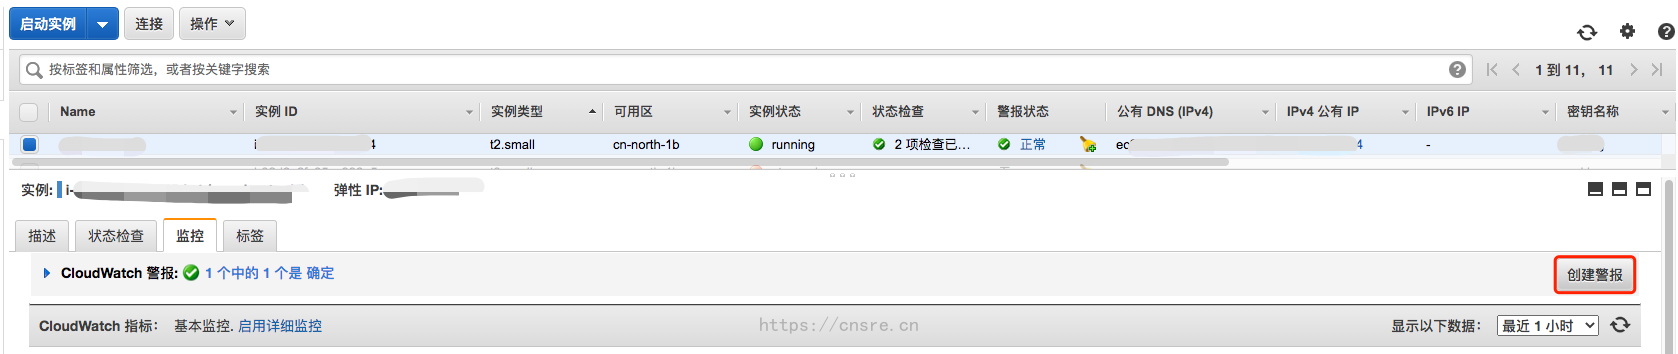 启动实例 连接 操作
按标签和属性筛选，或者按关键字搜索 1 到 11， 11
Name 实例 ID 实例类型 可用区 实例状态 状态检查 警报状态 公有 DNS (IPv4) IPv4 公有 IP IPv6 IP 密钥名称
i 4 t2.small cn-north-1b running 2 项检查已... 正常 ec 4 -
实例: i- 弹性 IP:
描述 状态检查 监控 标签
CloudWatch 警报: 1 个中的 1 个是 确定 创建警报
CloudWatch 指标： 基本监控. 启用详细监控 https://cnsre.cn 显示以下数据： 最近 1 小时